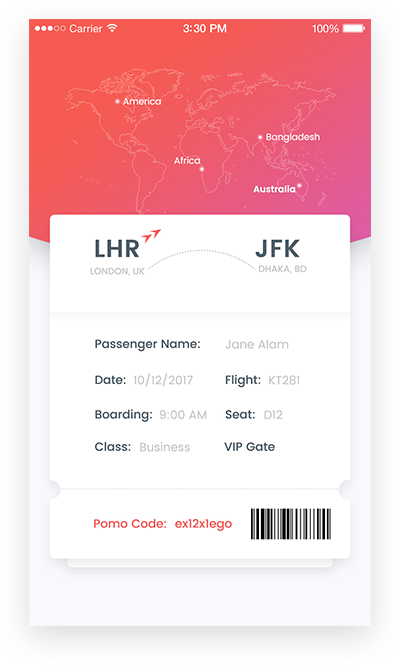 Carrier 3:30 PM 100%
America
Bangladesh
Africa
Australia
LHR JFK
LONDON, UK DHAKA, BD
Passenger Name: Jane Alam
Date: 10/12/2017 Flight: KT281
Boarding: 9:00 AM Seat: D12
Class: Business VIP Gate
Pomo Code: ex12x1ego